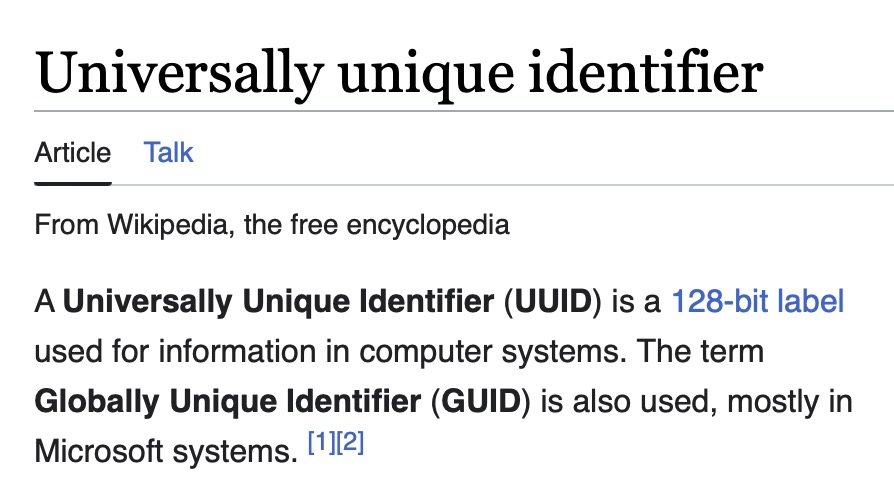 Universally unique identifier
Article Talk
From Wikipedia, the free encyclopedia
A Universally Unique Identifier (UUID) is a 128-bit label
used for information in computer systems. The term
Globally Unique Identifier (GUID) is also used, mostly in
Microsoft systems. [1][2]